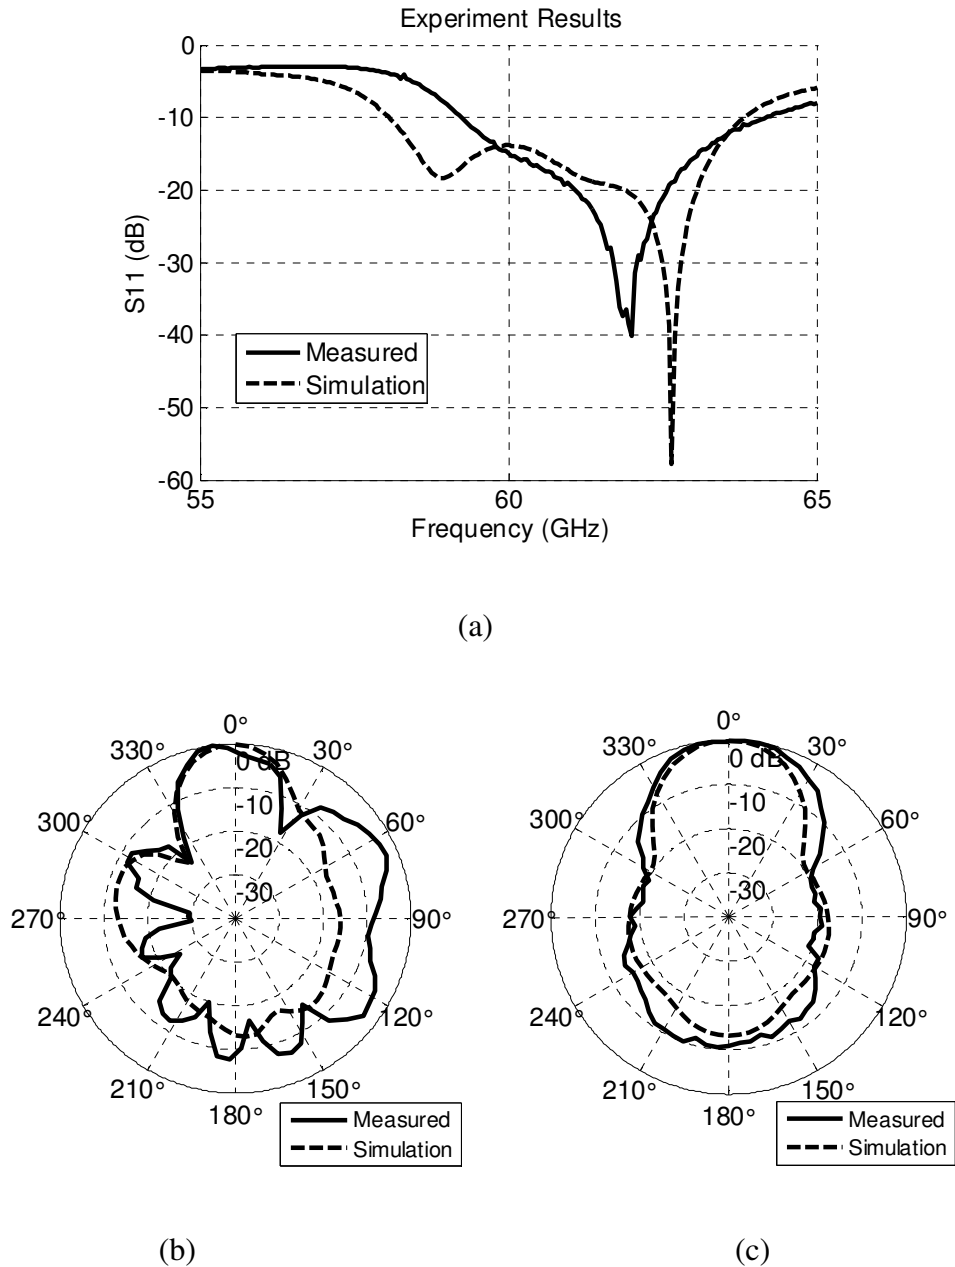 Experiment Results
0
-10
-20
-30
-40
-50
-60
S11 (dB)
Measured
Simulation
55
60
65
Frequency (GHz)
(a)
0°
330°
30°
0 dB
-10
300°
60°
-20
-30
270°
90°
240°
120°
210°
150°
180°
Measured
Simulation
(b)
0°
330°
30°
0 dB
-10
300°
60°
-20
-30
270°
90°
240°
120°
210°
150°
180°
Measured
Simulation
(c)